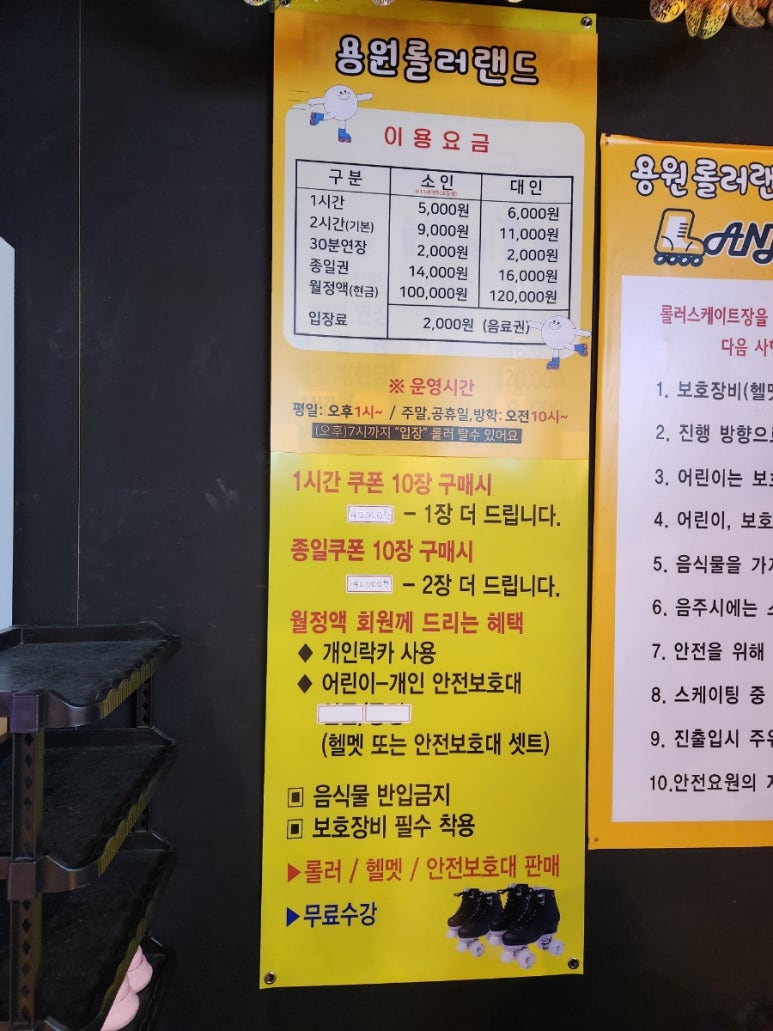 용원롤러랜드
이용요금
구분 소인 대인
1시간 5,000원 6,000원
2시간(기본) 9,000원 11,000원
30분연장 2,000원 2,000원
종일권 14,000원 16,000원
월정액(현금) 100,000원 120,000원
입장료 2,000원 (음료권)
※ 운영시간
평일: 오후1시~ / 주말,공휴일,방학: 오전10시~
(오후)7시까지 "입장" 롤러 탈수 있어요
1시간 쿠폰 10장 구매시
45,000원 - 1장 더 드립니다.
종일쿠폰 10장 구매시
140,000원 - 2장 더 드립니다.
월정액 회원께 드리는 혜택
◆ 개인락카 사용
◆ 어린이-개인 안전보호대
(헬멧 또는 안전보호대 셋트)
▣ 음식물 반입금지
▣ 보호장비 필수 착용
▶롤러 / 헬멧 / 안전보호대 판매
▶무료수강
용원롤러랜
롤러스케이트장을
다음 사
1. 보호장비(헬멧
2. 진행 방향으
3. 어린이는 보
4. 어린이, 보호
5. 음식물을 가
6. 음주시에는
7. 안전을 위해
8. 스케이팅 중
9. 진출입시 주
10.안전요원의